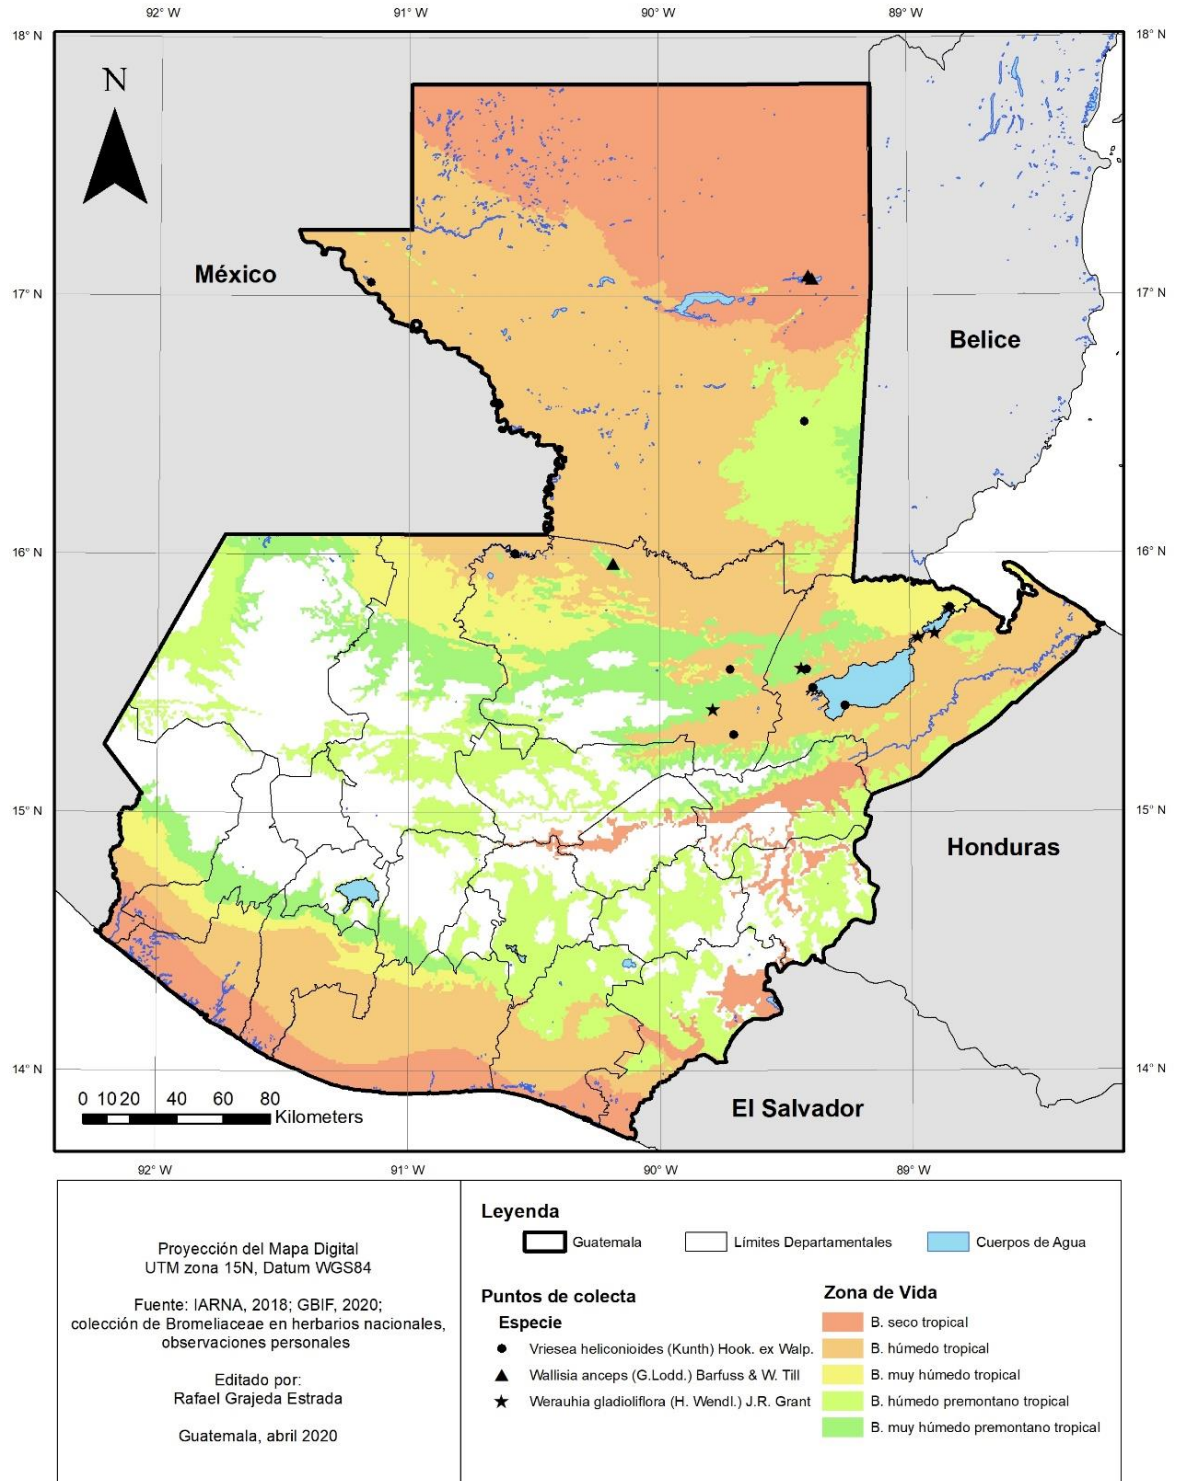 92° W 91° W 90° W 89° W
18° N 18° N
N
México
17° N 17° N
Belice
16° N 16° N
15° N 15° N
Honduras
14° N 14° N
0 10 20 40 60 80
Kilometers
El Salvador
92° W 91° W 90° W 89° W
Proyección del Mapa Digital
UTM zona 15N, Datum WGS84
Fuente: IARNA, 2018; GBIF, 2020;
colección de Bromeliaceae en herbarios nacionales,
observaciones personales
Editado por:
Rafael Grajeda Estrada
Guatemala, abril 2020
Leyenda
Guatemala Límites Departamentales Cuerpos de Agua
Puntos de colecta
Especie
Vriesea heliconioides (Kunth) Hook. ex Walp.
Wallisia anceps (G.Lodd.) Barfuss & W. Till
Werauhia gladioliflora (H. Wendl.) J.R. Grant
Zona de Vida
B. seco tropical
B. húmedo tropical
B. muy húmedo tropical
B. húmedo premontano tropical
B. muy húmedo premontano tropical